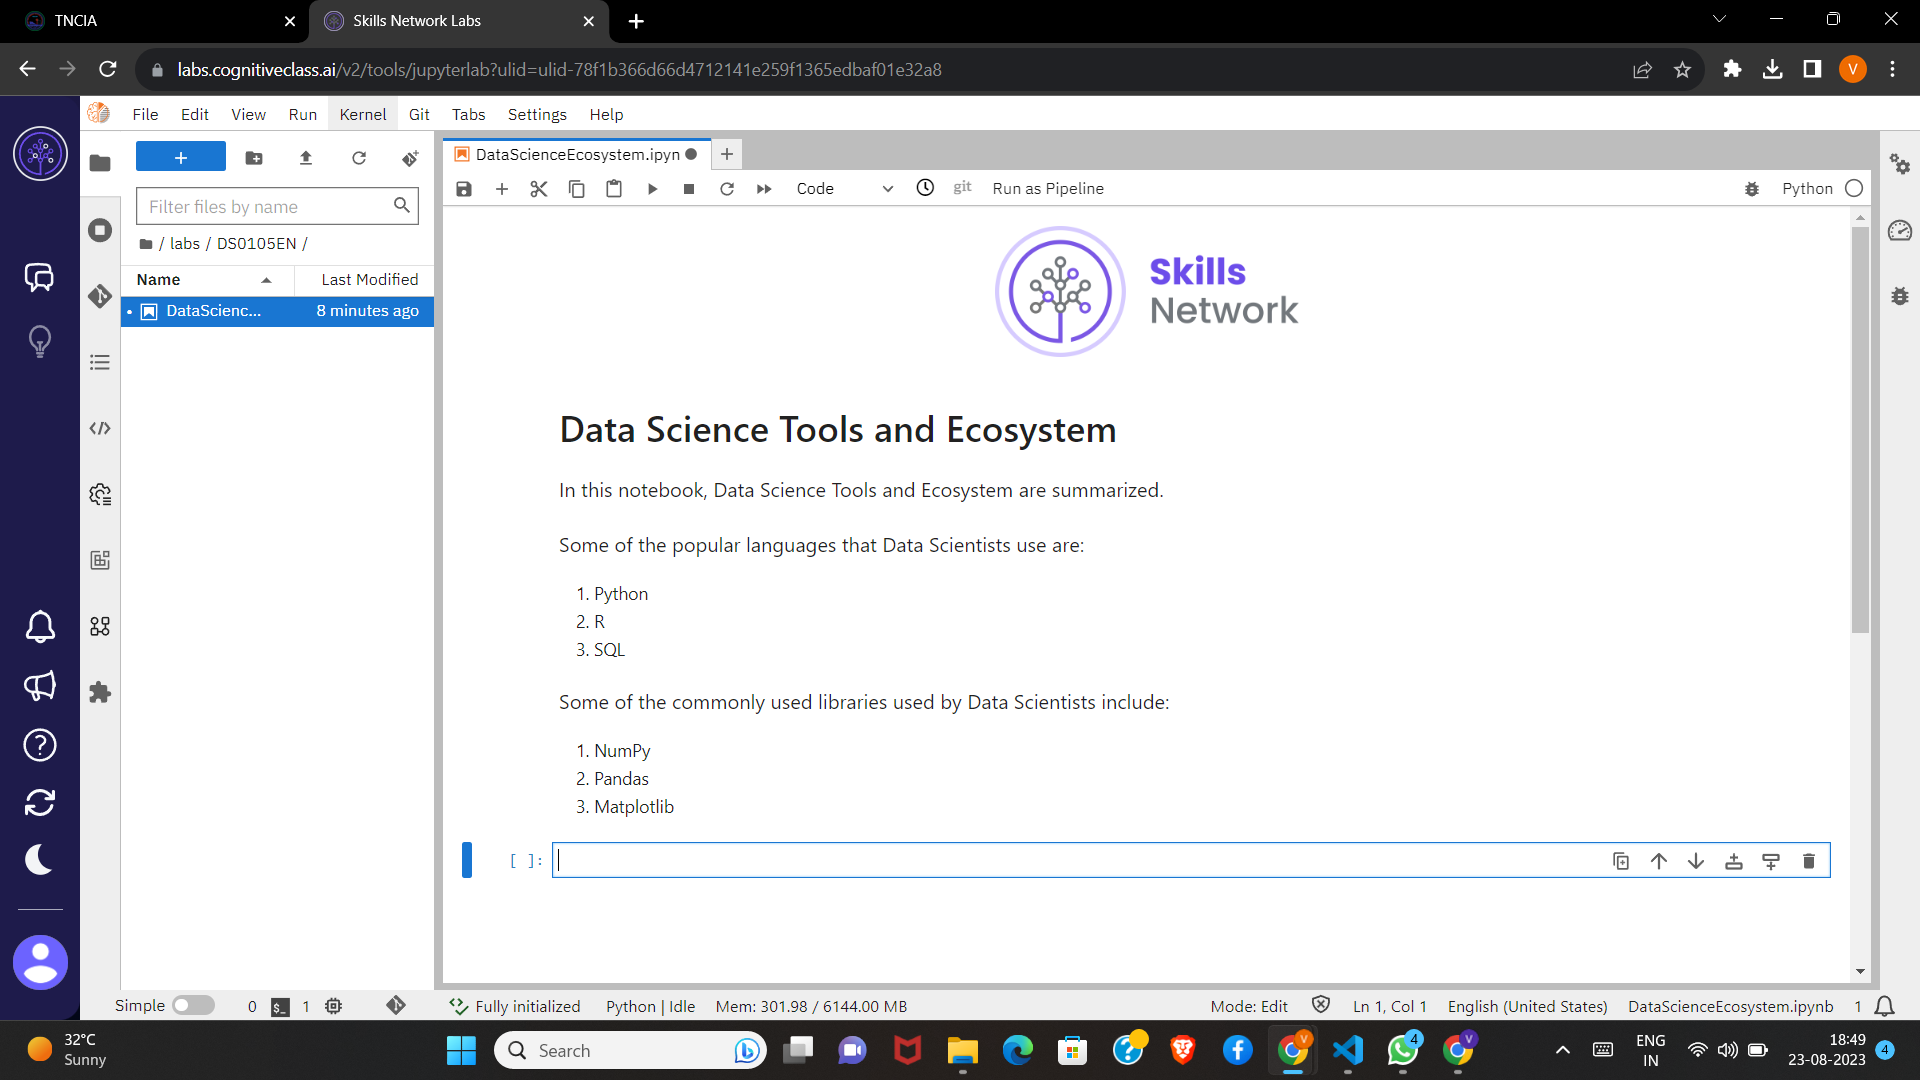 TNCIA
Skills Network Labs
labs.cognitiveclass.ai/v2/tools/jupyterlab?ulid=ulid-78f1b366d66d4712141e259f1365edbaf01e32a8
V
File Edit View Run Kernel Git Tabs Settings Help
DataScienceEcosystem.ipyn
Code
git
Run as Pipeline
Python
Filter files by name
/ labs / DS0105EN /
Name
Last Modified
DataScienc...
8 minutes ago
Skills
Network
Data Science Tools and Ecosystem
In this notebook, Data Science Tools and Ecosystem are summarized.
Some of the popular languages that Data Scientists use are:
1. Python
2. R
3. SQL
Some of the commonly used libraries used by Data Scientists include:
1. NumPy
2. Pandas
3. Matplotlib
[ ]:
Simple
0
$_
1
Fully initialized
Python | Idle
Mem: 301.98 / 6144.00 MB
Mode: Edit
Ln 1, Col 1
English (United States)
DataScienceEcosystem.ipynb
1
32°C
Sunny
Search
V
4
V
ENG
IN
18:49
23-08-2023
4